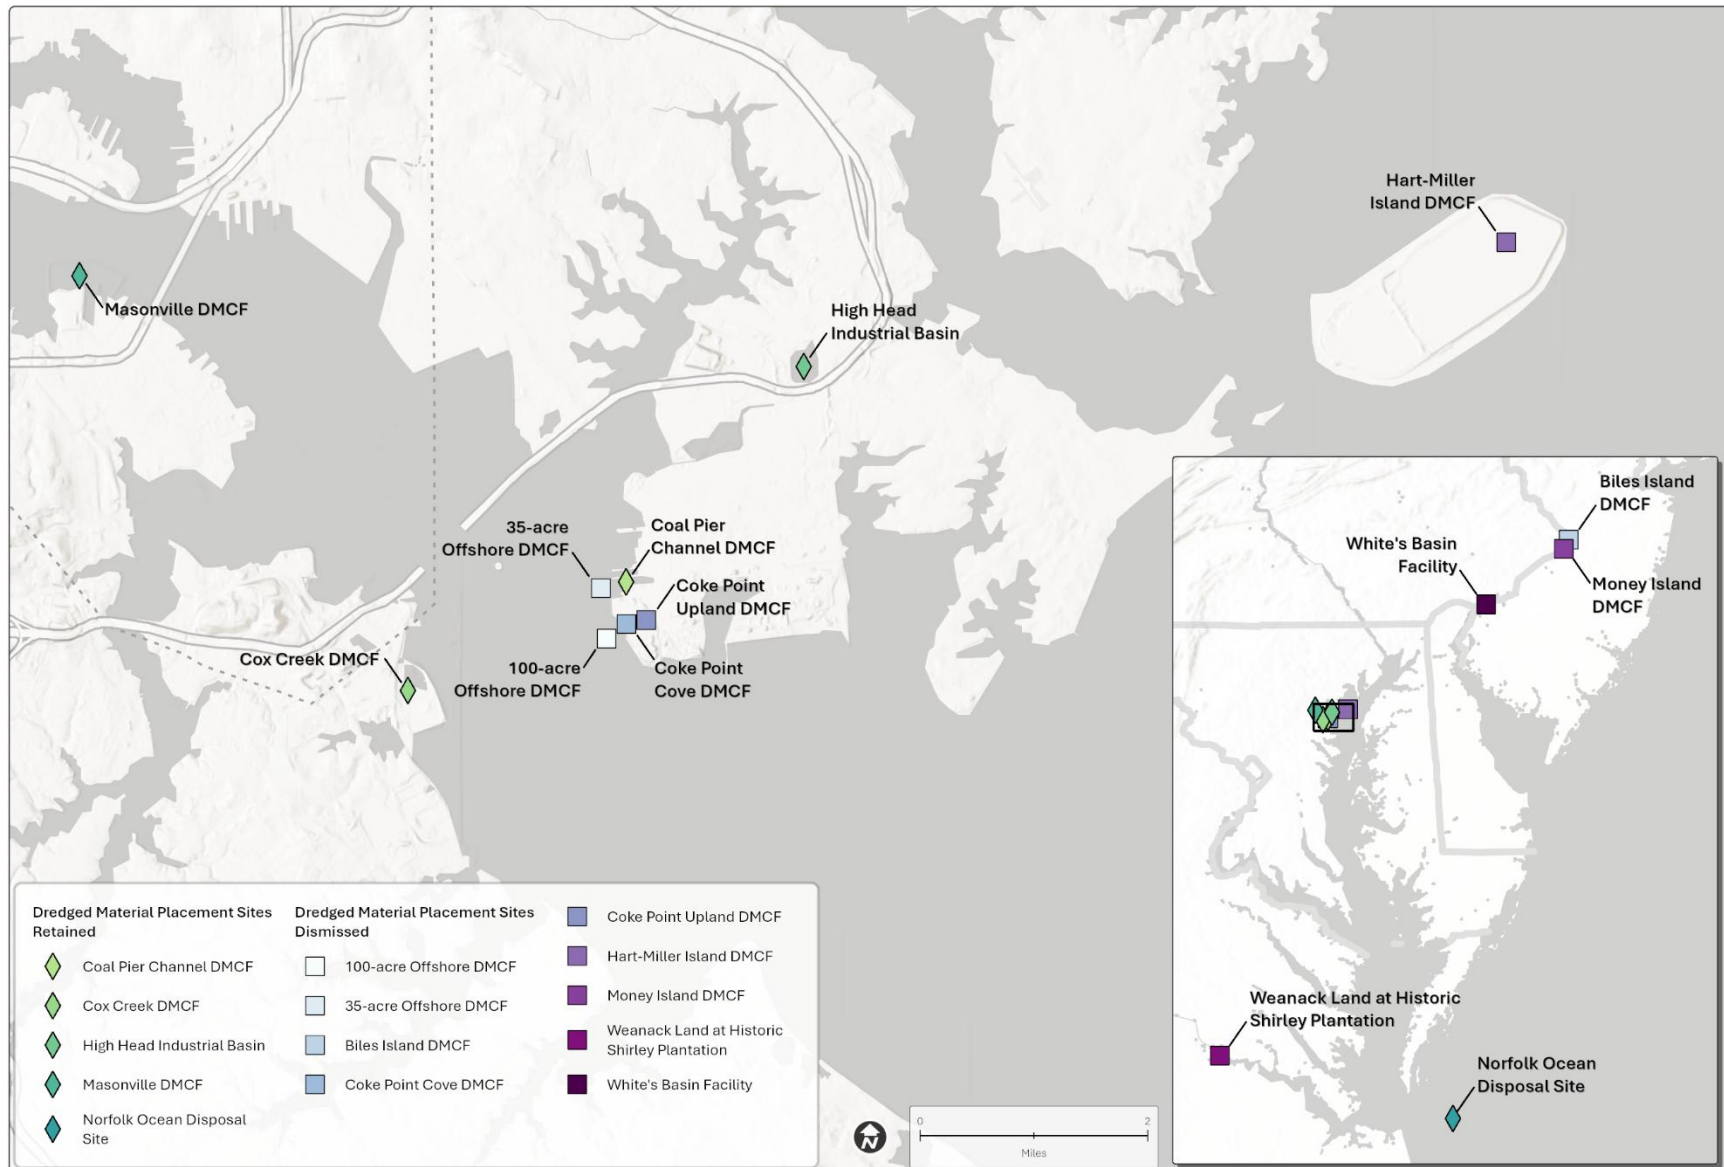 Hart-Miller
Island DMCF
Masonville DMCF
High Head
Industrial Basin
35-acre
Offshore DMCF
Coal Pier
Channel DMCF
Coke Point
Upland DMCF
Cox Creek DMCF
100-acre
Offshore DMCF
Coke Point
Cove DMCF
Biles Island
DMCF
White's Basin
Facility
Money Island
DMCF
Weanack Land at Historic
Shirley Plantation
Norfolk Ocean
Disposal Site
Dredged Material Placement Sites
Retained
Coal Pier Channel DMCF
Cox Creek DMCF
High Head Industrial Basin
Masonville DMCF
Norfolk Ocean Disposal
Site
Dredged Material Placement Sites
Dismissed
100-acre Offshore DMCF
35-acre Offshore DMCF
Biles Island DMCF
Coke Point Cove DMCF
Coke Point Upland DMCF
Hart-Miller Island DMCF
Money Island DMCF
Weanack Land at Historic
Shirley Plantation
White's Basin Facility
N
0 2
Miles